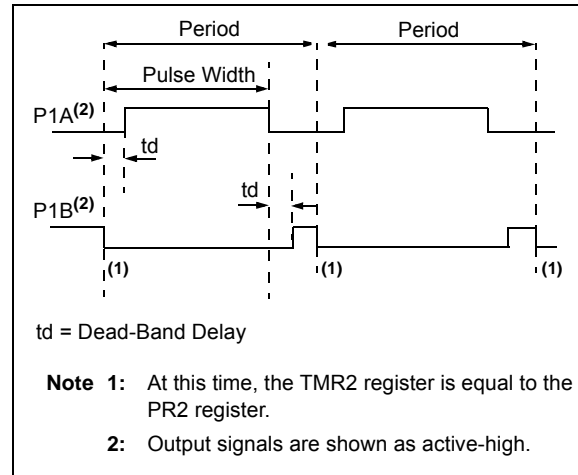 Period Period
Pulse Width
P1A(2)
td
td
P1B(2)
(1) (1) (1)
td = Dead-Band Delay
Note 1: At this time, the TMR2 register is equal to the
PR2 register.
2: Output signals are shown as active-high.